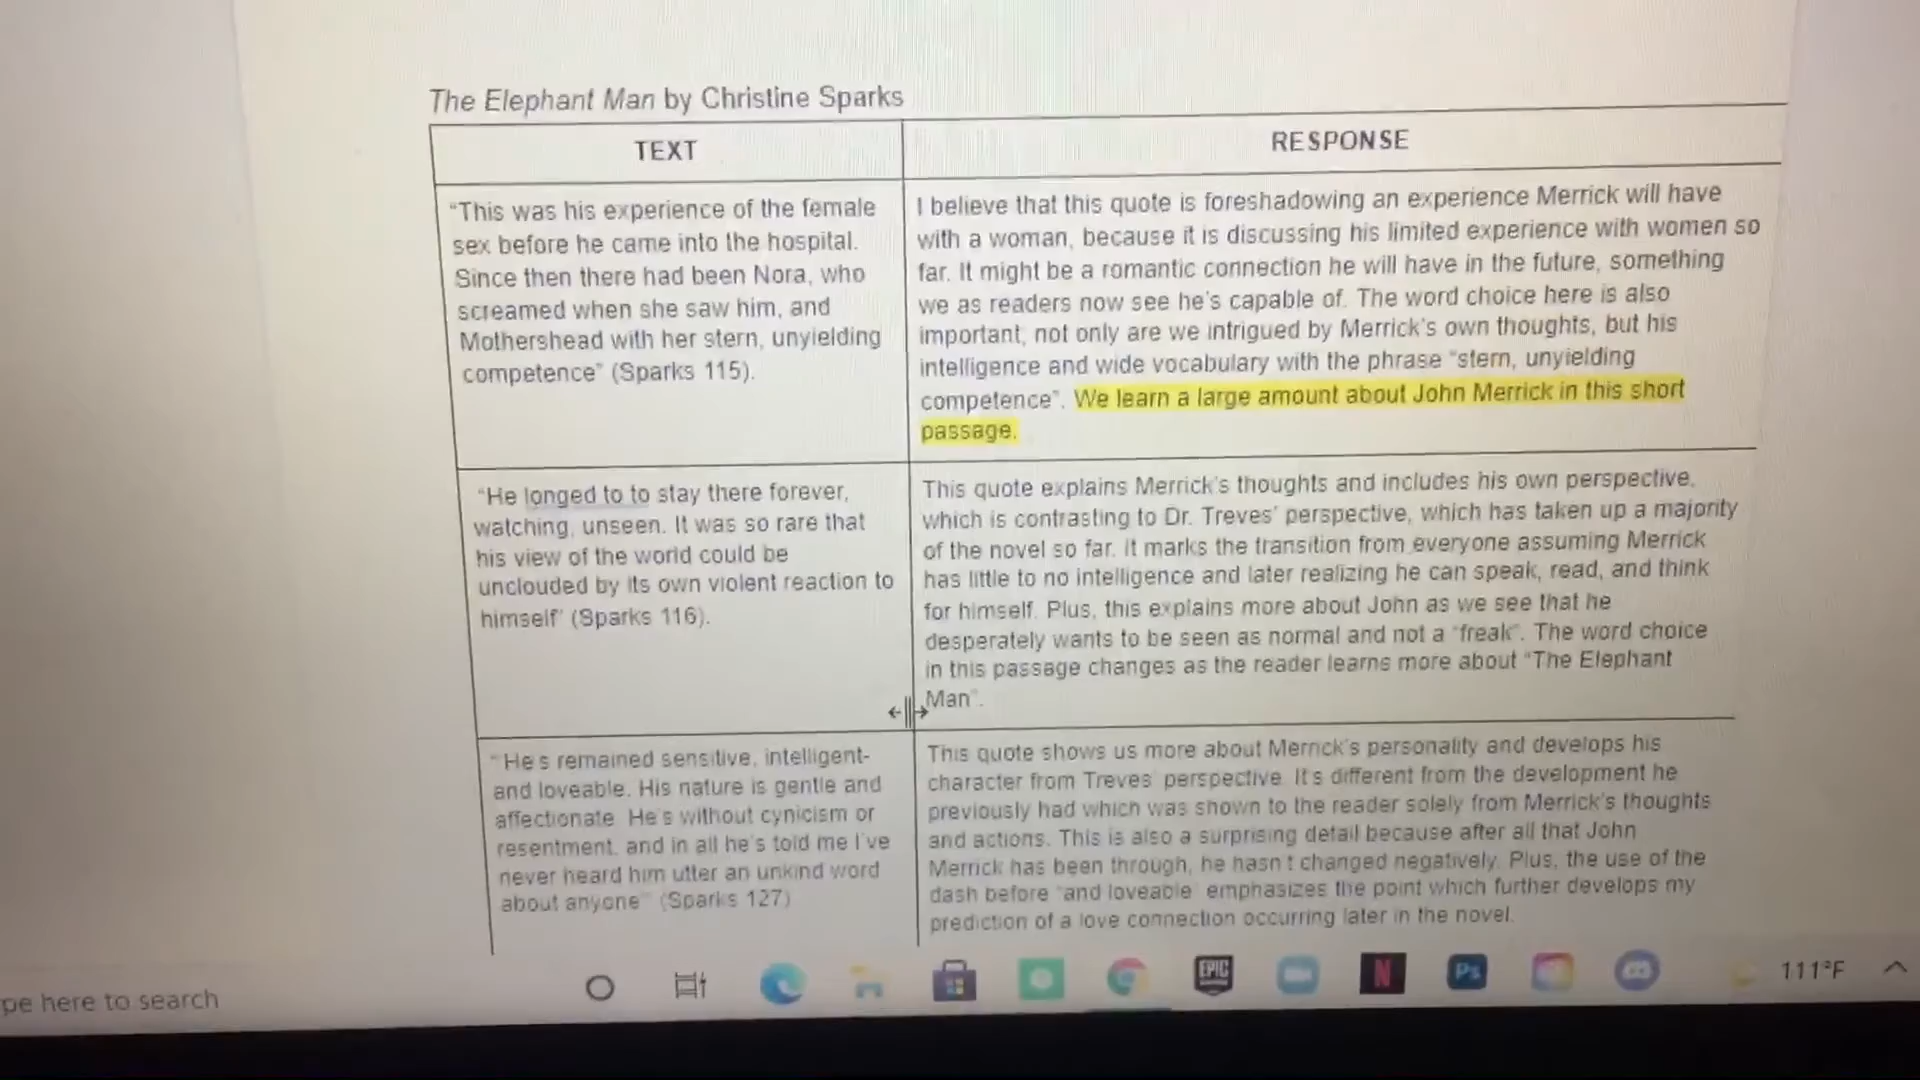 The Elephant Man by Christine Sparks
TEXT
RESPONSE
"This was his experience of the female
sex before he came into the hospital.
Since then there had been Nora, who
screamed when she saw him, and
Mothershead with her stern, unyielding
competence" (Sparks 115).
I believe that this quote is foreshadowing an experience Merrick will have
with a woman, because it is discussing his limited experience with women so
far. It might be a romantic connection he will have in the future, something
we as readers now see he's capable of. The word choice here is also
important, not only are we intrigued by Merrick's own thoughts, but his
intelligence and wide vocabulary with the phrase "stern, unyielding
competence". We learn a large amount about John Merrick in this short
passage.
"He longed to to stay there forever,
watching, unseen. It was so rare that
his view of the world could be
unclouded by its own violent reaction to
himself" (Sparks 116).
This quote explains Merrick's thoughts and includes his own perspective,
which is contrasting to Dr. Treves' perspective, which has taken up a majority
of the novel so far. It marks the transition from everyone assuming Merrick
has little to no intelligence and later realizing he can speak, read, and think
for himself. Plus, this explains more about John as we see that he
desperately wants to be seen as normal and not a "freak". The word choice
in this passage changes as the reader learns more about "The Elephant
Man".
"He's remained sensitive, intelligent-
and loveable. His nature is gentle and
affectionate. He's without cynicism or
resentment, and in all he's told me I've
never heard him utter an unkind word
about anyone" (Sparks 127)
This quote shows us more about Merrick's personality and develops his
character from Treves' perspective. It's different from the development he
previously had which was shown to the reader solely from Merrick's thoughts
and actions. This is also a surprising detail because after all that John
Merrick has been through, he hasn't changed negatively. Plus, the use of the
dash before "and loveable" emphasizes the point which further develops my
prediction of a love connection occurring later in the novel.
pe here to search
EPIC
N
Ps
111°F